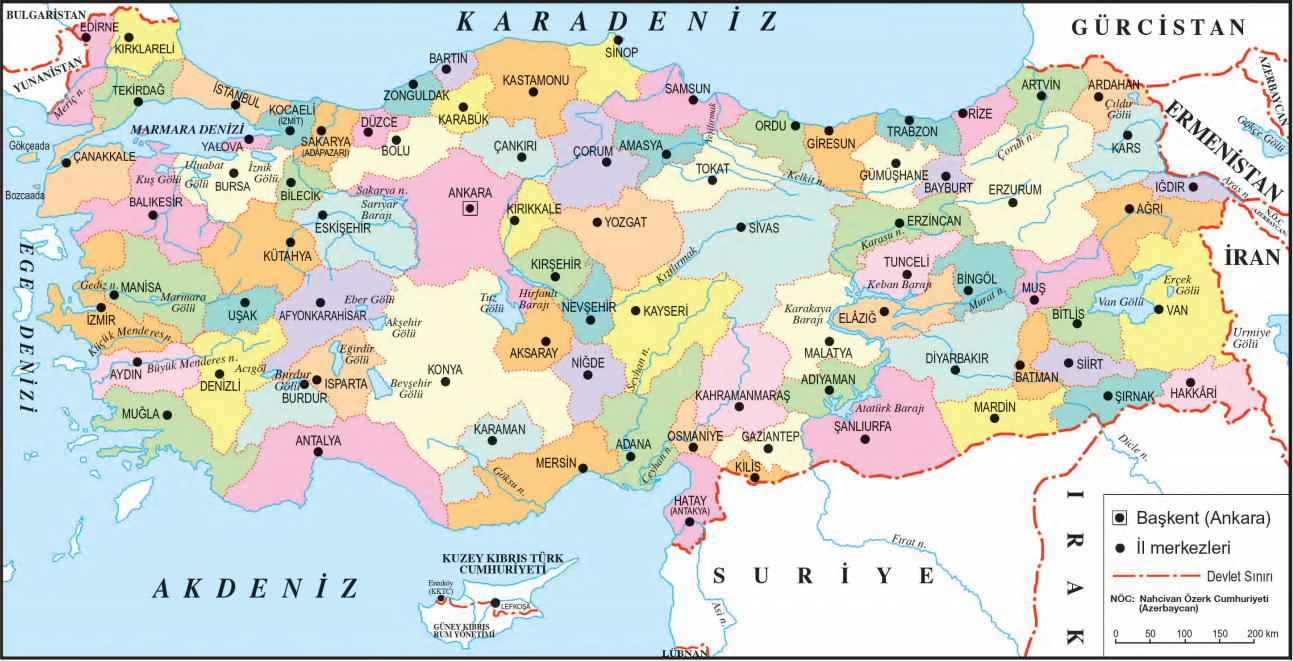 KARADENİZ
BULGARİSTAN
EDİRNE
KIRKLARELİ
YUNANİSTAN
Meriç n.
TEKİRDAĞ
İSTANBUL
KOCAELİ
(İZMİT)
MARMARA DENİZİ
YALOVA
SAKARYA
(ADAPAZARI)
DÜZCE
BOLU
ZONGULDAK
BARTIN
KARABÜK
KASTAMONU
SİNOP
SAMSUN
ÇANKIRI
ÇORUM
AMASYA
Yeşilırmak
TOKAT
ORDU
GİRESUN
TRABZON
RİZE
ARTVİN
ARDAHAN
Çıldır
Gölü
KARS
GÜRCİSTAN
AZERBAYCAN
ERMENİSTAN
Gökçe Gölü
Aras n.
N.Ö.C
(AZERBAYCAN)
Gökçeada
Bozcaada
ÇANAKKALE
Kuş Gölü
Uluabat
Gölü
BURSA
İznik
Gölü
BİLECİK
Sakarya n.
Sarıyar
Barajı
ESKİŞEHİR
ANKARA
KIRIKKALE
YOZGAT
SİVAS
Kelkit n.
GÜMÜŞHANE
BAYBURT
Çoruh n.
ERZURUM
IĞDIR
AĞRI
BALIKESİR
KÜTAHYA
KIRŞEHİR
Kızılırmak
ERZİNCAN
Karasu n.
TUNCELİ
Keban Barajı
BİNGÖL
Murat n.
MUŞ
İRAN
EGE DENİZİ
Gediz n.
MANİSA
Marmara
Gölü
İZMİR
Küçük Menderes n.
UŞAK
AFYONKARAHİSAR
Eber Gölü
Akşehir
Gölü
Tuz
Gölü
Hirfanlı
Barajı
NEVŞEHİR
KAYSERİ
Karakaya
Barajı
ELÂZIĞ
BİTLİS
Van Gölü
Erçek
Gölü
VAN
Urmiye
Gölü
AYDIN
Büyük Menderes n.
Acıgöl
DENİZLİ
Burdur
Gölü
BURDUR
Eğirdir
Gölü
ISPARTA
Beyşehir
Gölü
KONYA
AKSARAY
NİĞDE
Seyhan n.
MALATYA
DİYARBAKIR
BATMAN
SİİRT
HAKKÂRİ
ŞIRNAK
MUĞLA
ANTALYA
KARAMAN
Göksu n.
MERSİN
ADANA
Ceyhan n.
OSMANİYE
KAHRAMANMARAŞ
ADIYAMAN
Atatürk Barajı
ŞANLIURFA
MARDİN
GAZİANTEP
KİLİS
HATAY
(ANTAKYA)
Dicle n.
Fırat n.
Asi n.
AKDENİZ
KUZEY KIBRIS TÜRK
CUMHURİYETİ
Erenköy
(KKTC)
LEFKOŞA
GÜNEY KIBRIS
RUM YÖNETİMİ
LÜBNAN
SURİYE
IRAK
Başkent (Ankara)
İl merkezleri
Devlet Sınırı
NÖC: Nahcivan Özerk Cumhuriyeti
(Azerbaycan)
0 50 100 150 200 km